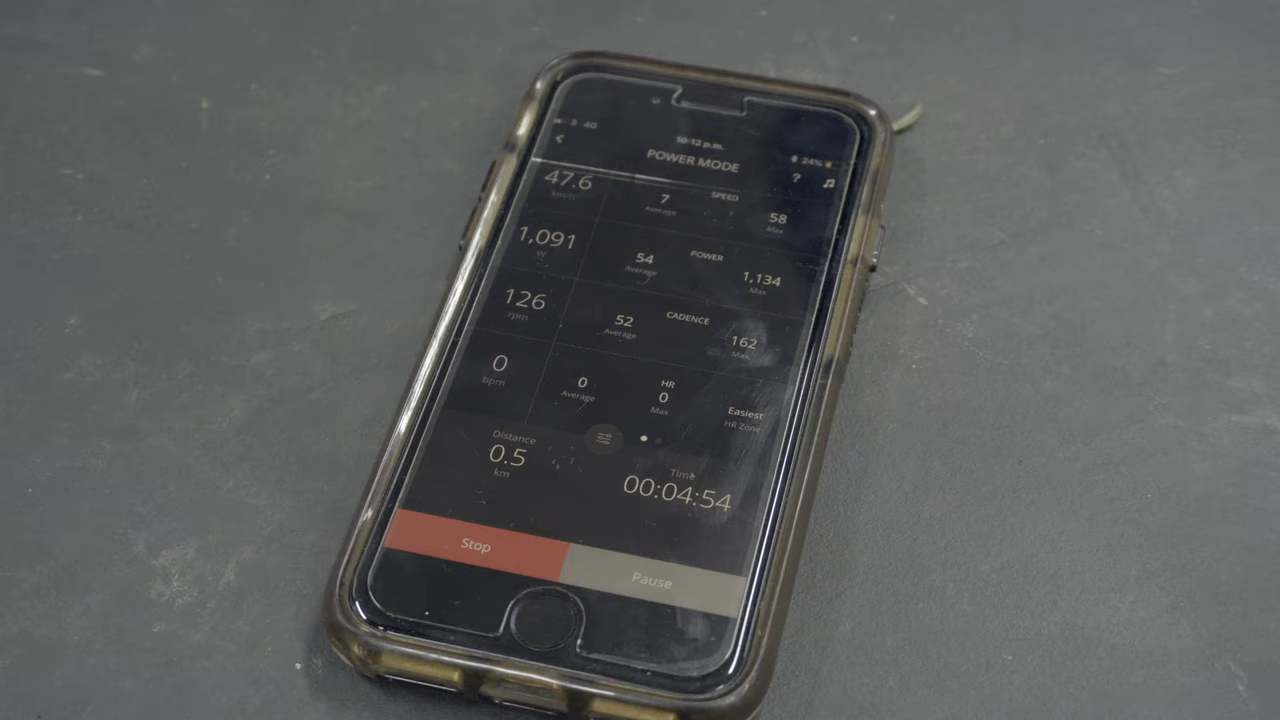 4G
10:12 p.m.
24%
<
POWER MODE
?
47.6
km/h
SPEED
7
Average
58
Max
1,091
W
POWER
54
Average
1,134
Max
126
rpm
CADENCE
52
Average
162
Max
0
bpm
0
Average
HR
0
Max
Easiest
HR Zone
Distance
0.5
km
Time
00:04:54
Stop
Pause